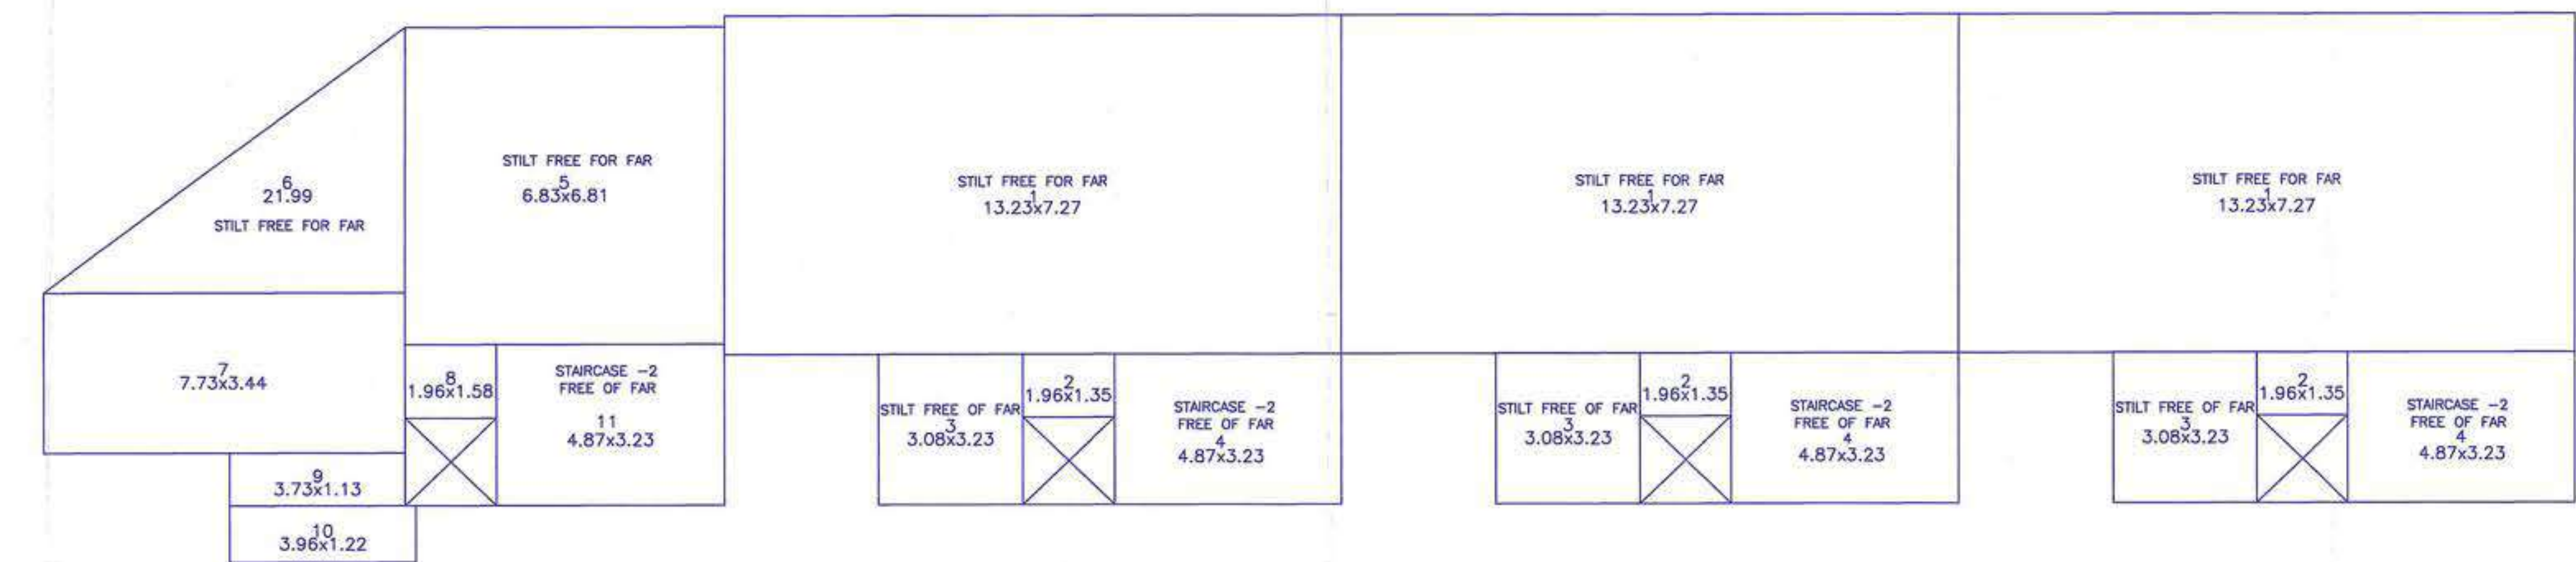 6
21.99
STILT FREE FOR FAR
STILT FREE FOR FAR
5
6.83x6.81
STILT FREE FOR FAR
1
13.23x7.27
STILT FREE FOR FAR
1
13.23x7.27
STILT FREE FOR FAR
1
13.23x7.27
7
7.73x3.44
8
1.96x1.58
STAIRCASE -2
FREE OF FAR
11
4.87x3.23
9
3.73x1.13
10
3.96x1.22
STILT FREE OF FAR
3
3.08x3.23
2
1.96x1.35
STAIRCASE -2
FREE OF FAR
4
4.87x3.23
STILT FREE OF FAR
3
3.08x3.23
2
1.96x1.35
STAIRCASE -2
FREE OF FAR
4
4.87x3.23
STILT FREE OF FAR
3
3.08x3.23
2
1.96x1.35
STAIRCASE -2
FREE OF FAR
4
4.87x3.23